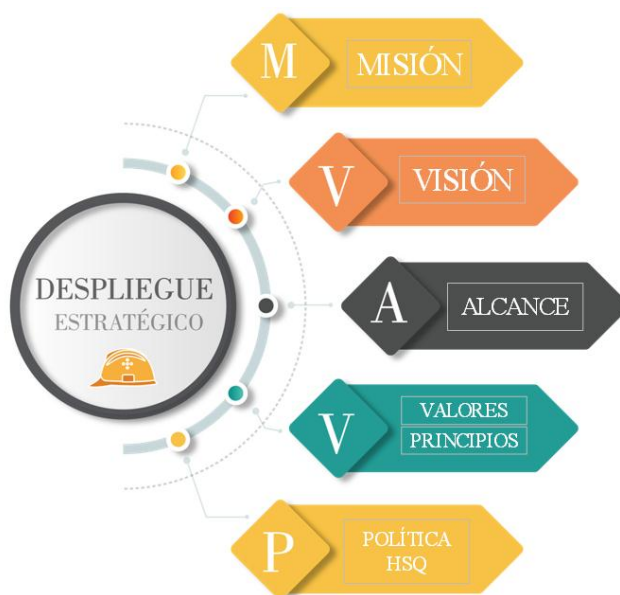 M
MISIÓN
V
VISIÓN
DESPLIEGUE
ESTRATÉGICO
A
ALCANCE
V
VALORES
PRINCIPIOS
P
POLÍTICA
HSQ